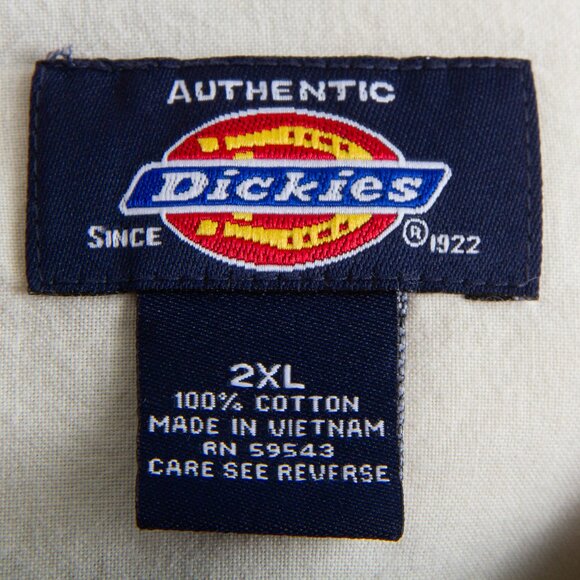 AUTHENTIC
Dickies
SINCE ® 1922
2XL
100% COTTON
MADE IN VIETNAM
RN 59543
CARE SEE REVERSE